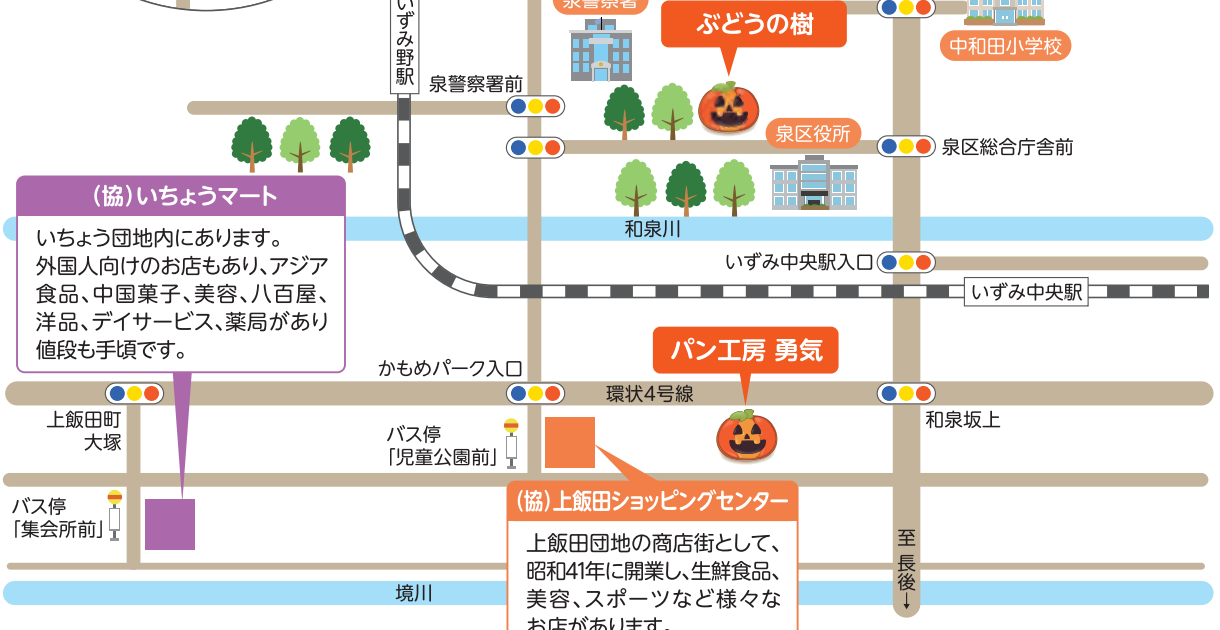 泉警察署
いずみ野駅
ぶどうの樹
中和田小学校
泉警察署前
泉区役所
泉区総合庁舎前
(協)いちょうマート
いちょう団地内にあります。
外国人向けのお店もあり、アジア
食品、中国菓子、美容、八百屋、
洋品、デイサービス、薬局があり
値段も手頃です。
和泉川
いずみ中央駅入口
いずみ中央駅
パン工房 勇気
かもめパーク入口
環状4号線
上飯田町
大塚
バス停
「児童公園前」
和泉坂上
バス停
「集会所前」
(協)上飯田ショッピングセンター
上飯田団地の商店街として、
昭和41年に開業し、生鮮食品、
美容、スポーツなど様々な
お店があります。
至 長後→
境川